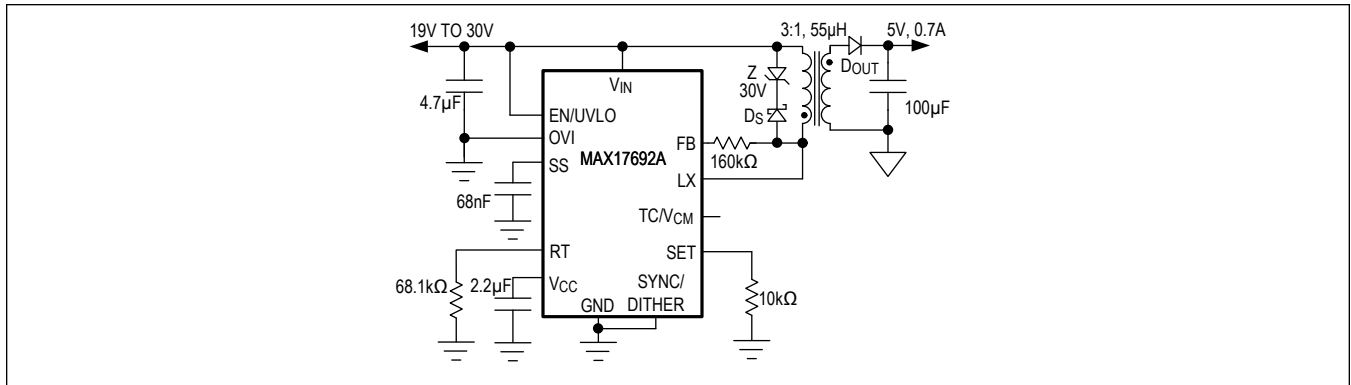 19V TO 30V
3:1, 55µH
5V, 0.7A
DOUT
Z
30V
VIN
4.7µF
100µF
EN/UVLO
DS
OVI
FB
MAX17692A
160kΩ
SS
LX
68nF
TC/VCM
RT
SET
68.1kΩ
2.2µF
VCC
SYNC/
DITHER
10kΩ
GND